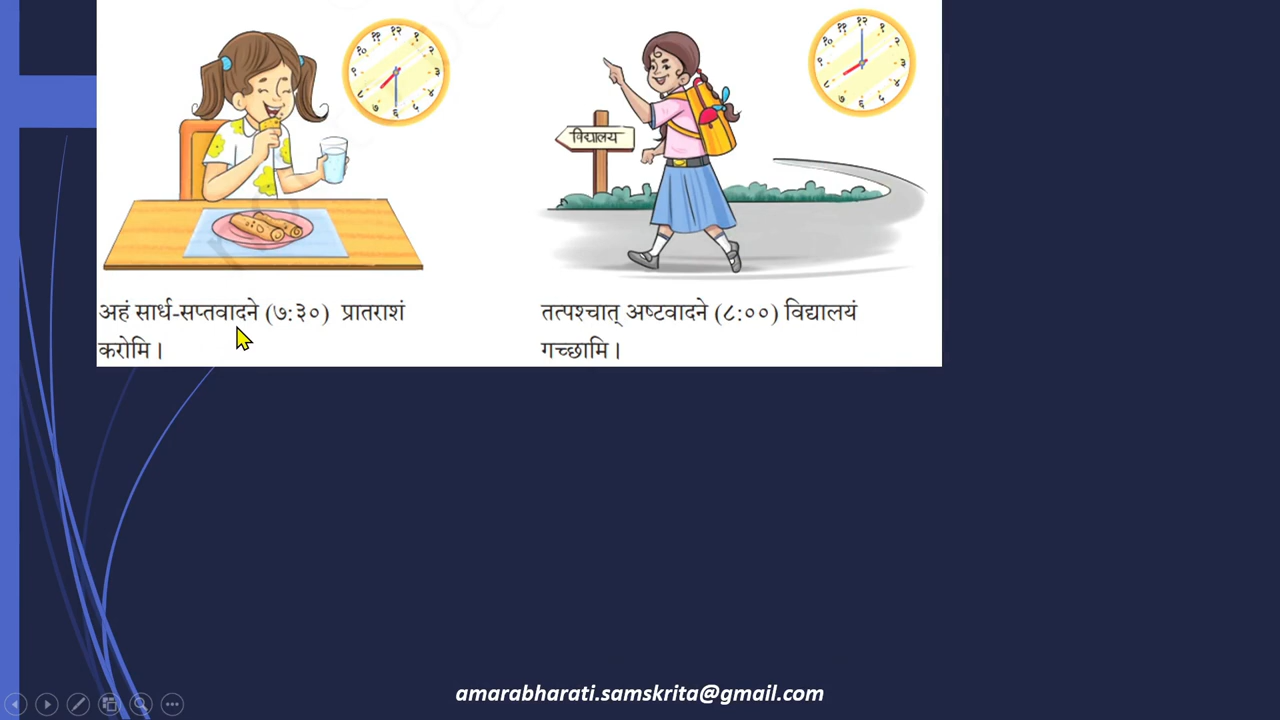 विद्यालय
अहं सार्ध-सप्तवादने (७:३०) प्रातराशं
करोमि।
तत्पश्चात् अष्टवादने (८:००) विद्यालयं
गच्छामि।
amarabharati.samskrita@gmail.com